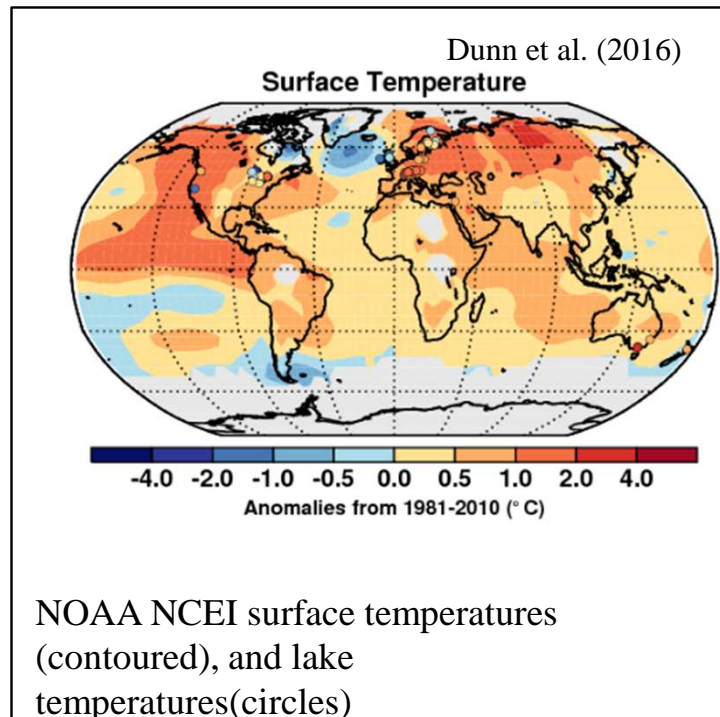 Dunn et al. (2016)
Surface Temperature
-4.0 -2.0 -1.0 -0.5 0.0 0.5 1.0 2.0 4.0
Anomalies from 1981-2010 (° C)
NOAA NCEI surface temperatures
(contoured), and lake
temperatures(circles)